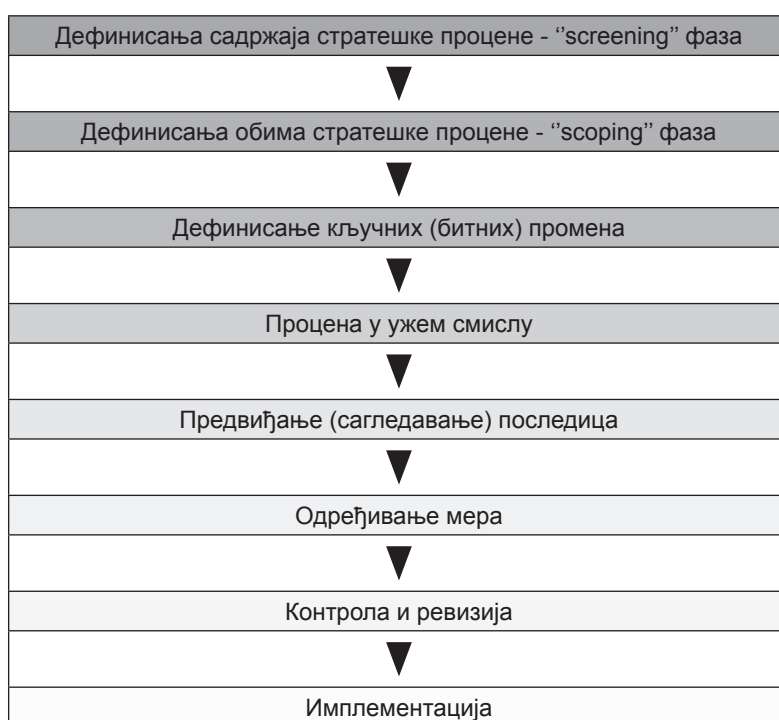 Дефинисања садржаја стратешке процене - ‘’screening’’ фаза
Дефинисања обима стратешке процене - ‘’scoping’’ фаза
Дефинисање кључних (битних) промена
Процена у ужем смислу
Предвиђање (сагледавање) последица
Одређивање мера
Контрола и ревизија
Имплементација